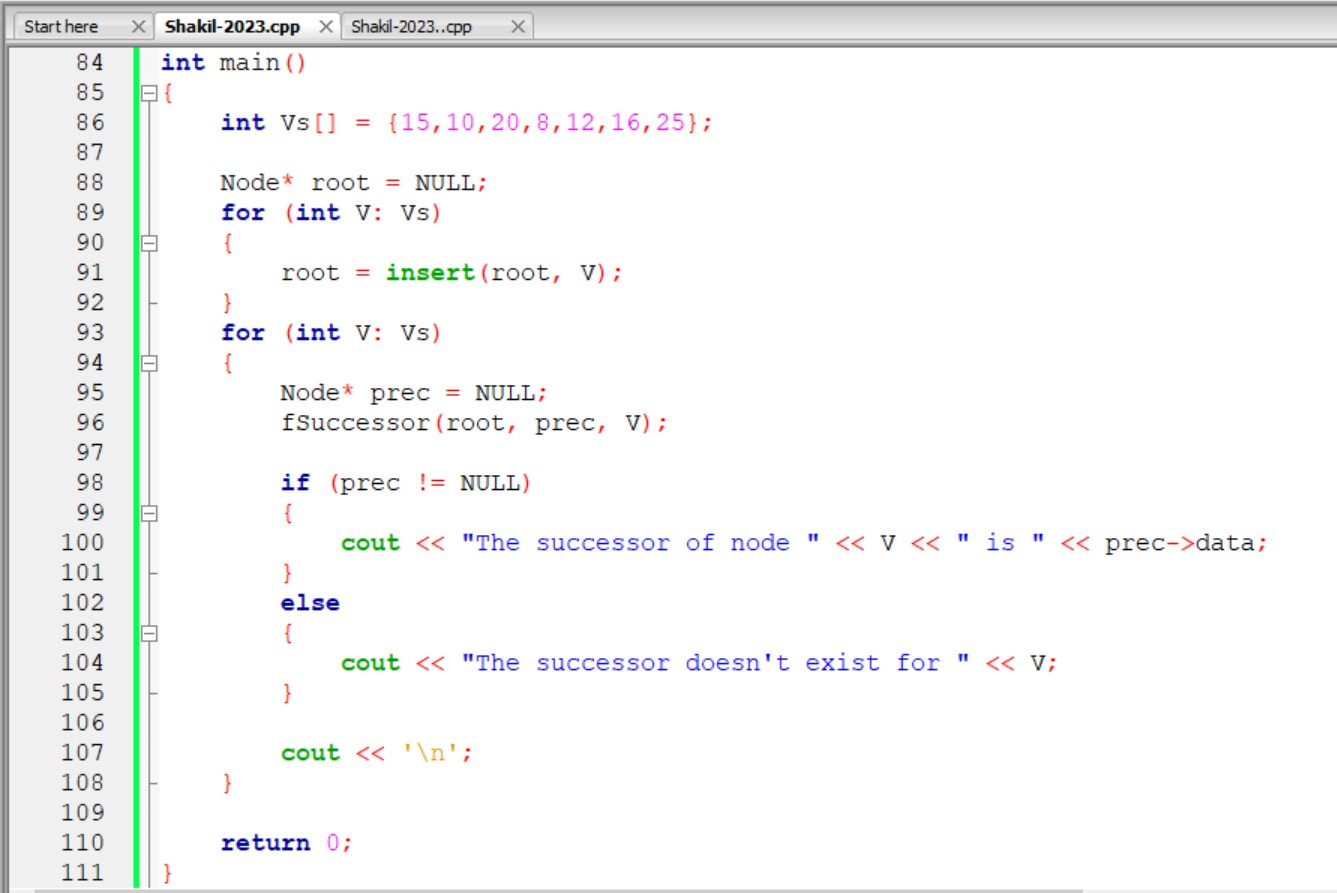 Start here Shakil-2023.cpp Shakil-2023..cpp
84 int main()
85 {
86     int Vs[] = {15,10,20,8,12,16,25};
87
88     Node* root = NULL;
89     for (int V: Vs)
90     {
91         root = insert(root, V);
92     }
93     for (int V: Vs)
94     {
95         Node* prec = NULL;
96         fSuccessor(root, prec, V);
97
98         if (prec != NULL)
99         {
100             cout << "The successor of node " << V << " is " << prec->data;
101         }
102         else
103         {
104             cout << "The successor doesn't exist for " << V;
105         }
106
107         cout << '\n';
108     }
109
110     return 0;
111 }